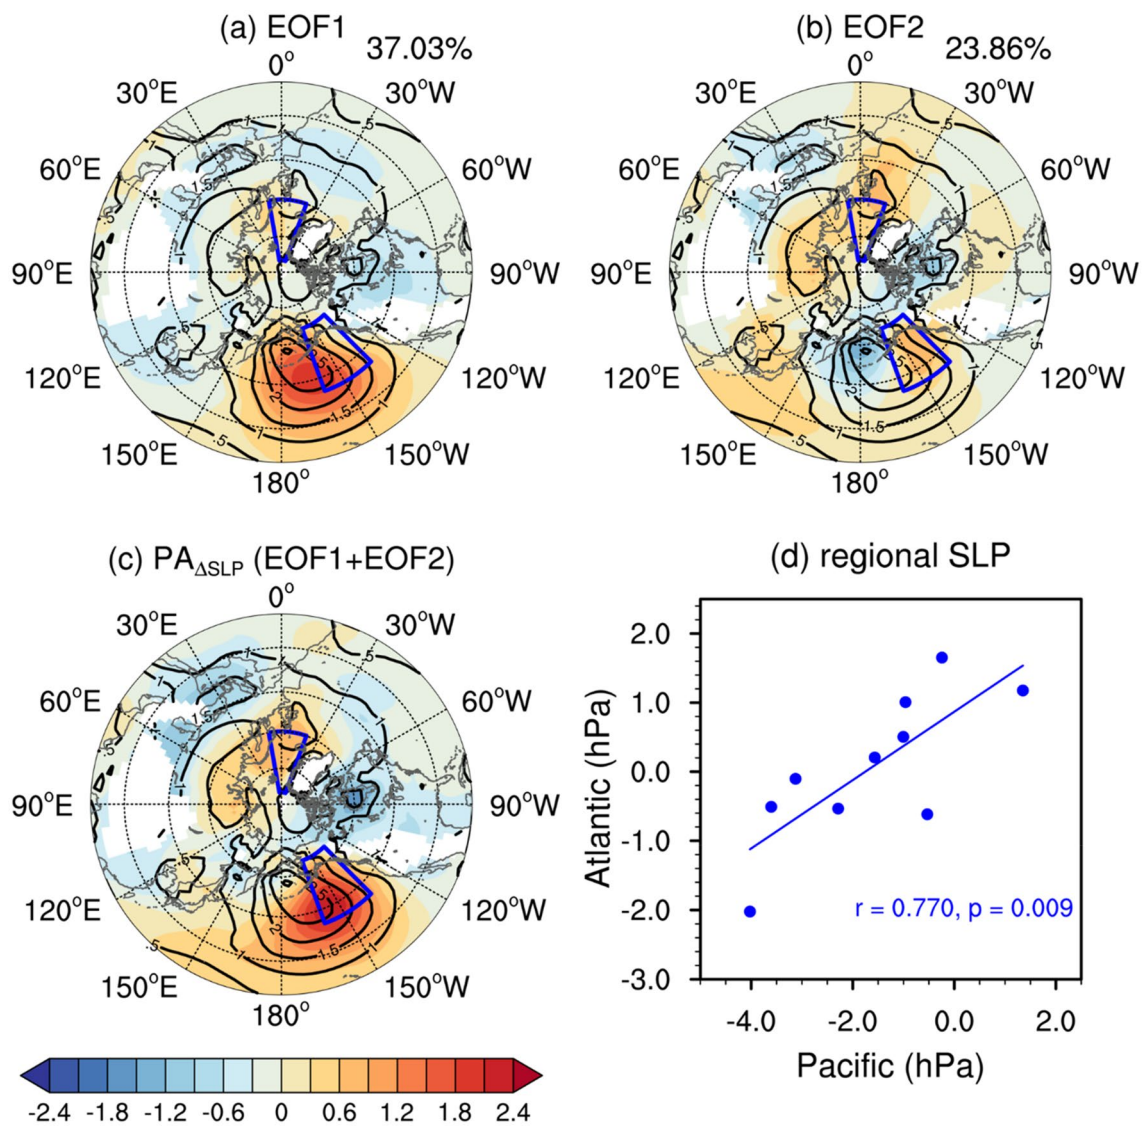 (a) EOF1
37.03%
0°
30°E
30°W
60°E
60°W
90°E
90°W
120°E
120°W
150°E
150°W
180°
(b) EOF2
23.86%
0°
30°E
30°W
60°E
60°W
90°E
90°W
120°E
120°W
150°E
150°W
180°
(c) PAΔSLP (EOF1+EOF2)
0°
30°E
30°W
60°E
60°W
90°E
90°W
120°E
120°W
150°E
150°W
180°
-2.4 -1.8 -1.2 -0.6 0 0.6 1.2 1.8 2.4
(d) regional SLP
Atlantic (hPa)
2.0
1.0
0.0
-1.0
-2.0
-3.0
r = 0.770, p = 0.009
-4.0 -2.0 0.0 2.0
Pacific (hPa)